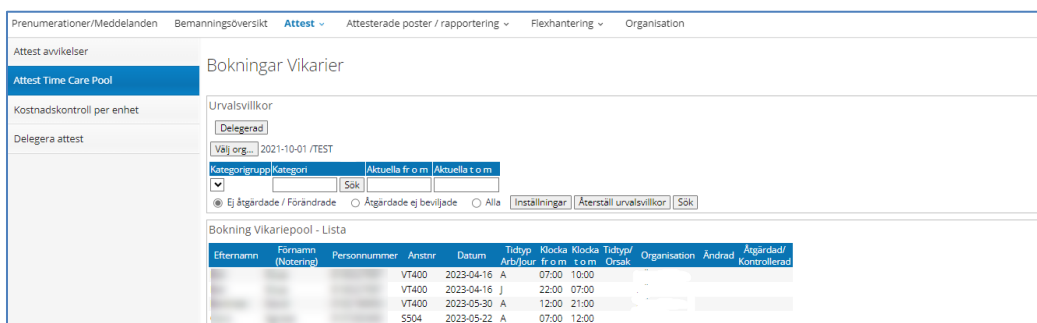 Prenumerationer/Meddelanden Bemanningsöversikt Attest Attesterade poster / rapportering Flexhantering Organisation
Attest avvikelser
Attest Time Care Pool
Kostnadskontroll per enhet
Delegera attest
Bokningar Vikarier
Urvalsvillkor
Delegerad
Välj org... 2021-10-01 /TEST
Kategorigrupp Kategori Aktuella fr o m Aktuella t o m
Sök
Ej åtgärdade / Förändrade Åtgärdade ej beviljade Alla Inställningar Återställ urvalsvillkor Sök
Bokning Vikariepool - Lista
Efternamn Förnamn (Notering) Personnummer Anstnr Datum Tidtyp Arb/Jour Klocka fr o m Klocka t o m Tidtyp/ Orsak Organisation Ändrad Åtgärdad/ Kontrollerad
VT400 2023-04-16 A 07:00 10:00
VT400 2023-04-16 J 22:00 07:00
VT400 2023-05-30 A 12:00 21:00
S504 2023-05-22 A 07:00 12:00